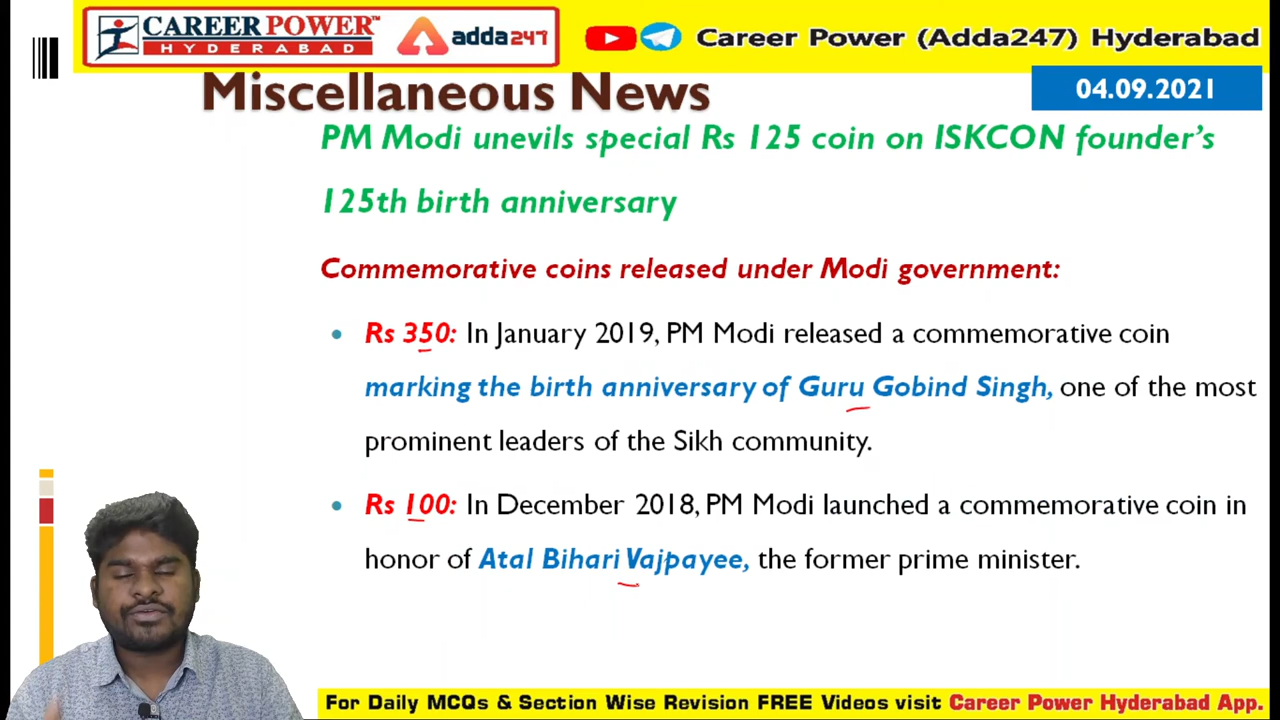 CAREER POWER™
HYDERABAD
adda247
Career Power (Adda247) Hyderabad
Miscellaneous News
04.09.2021
PM Modi unevils special Rs 125 coin on ISKCON founder's
125th birth anniversary
Commemorative coins released under Modi government:
• Rs 350: In January 2019, PM Modi released a commemorative coin
marking the birth anniversary of Guru Gobind Singh, one of the most
prominent leaders of the Sikh community.
• Rs 100: In December 2018, PM Modi launched a commemorative coin in
honor of Atal Bihari Vajpayee, the former prime minister.
For Daily MCQs & Section Wise Revision FREE Videos visit Career Power Hyderabad App.